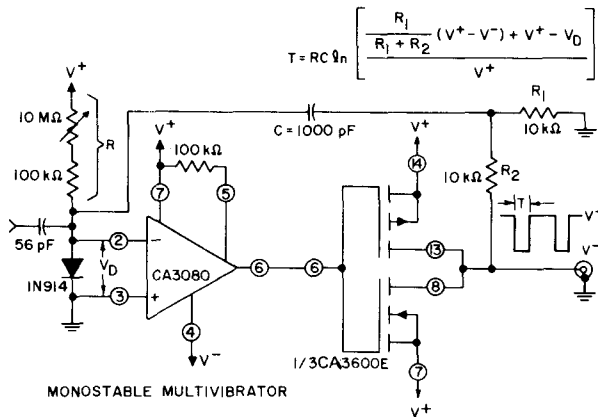 T = RC ln [ R1/(R1 + R2) (V+ - V-) + V+ - VD / V+ ]
V+
10 MΩ
R
100 kΩ
56 pF
1N914
VD
2
3
V+
100 kΩ
7
5
CA3080
4
V-
6
6
C = 1000 pF
R1
10 kΩ
10 kΩ
R2
V+
14
13
8
7
V+
1/3 CA3600E
T
V+
V-
MONOSTABLE MULTIVIBRATOR